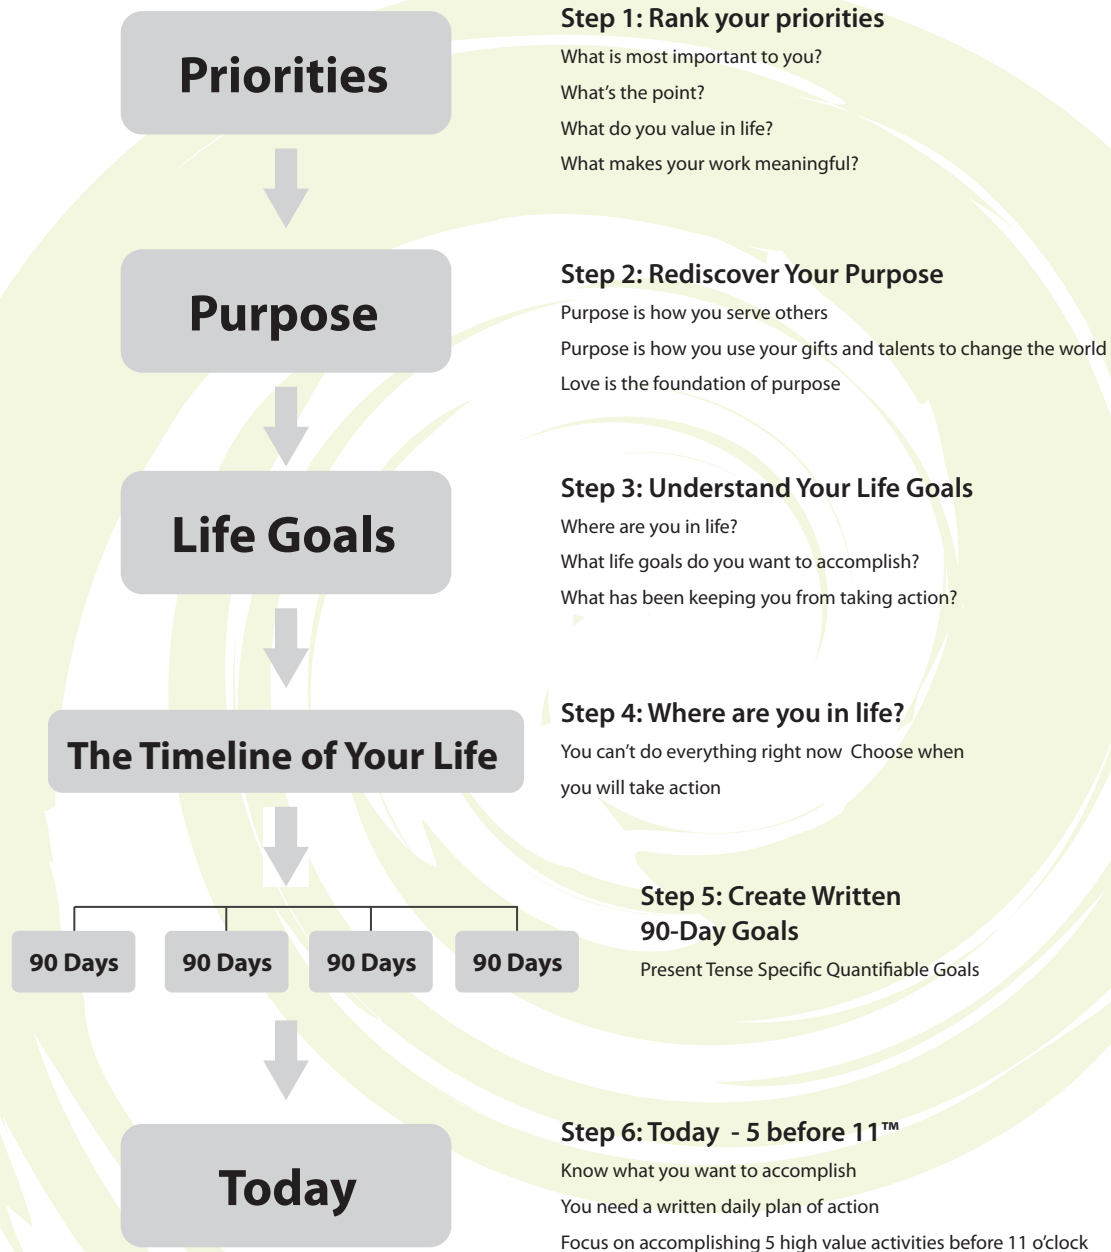 Priorities
Step 1: Rank your priorities
What is most important to you?
What's the point?
What do you value in life?
What makes your work meaningful?
Purpose
Step 2: Rediscover Your Purpose
Purpose is how you serve others
Purpose is how you use your gifts and talents to change the world
Love is the foundation of purpose
Life Goals
Step 3: Understand Your Life Goals
Where are you in life?
What life goals do you want to accomplish?
What has been keeping you from taking action?
The Timeline of Your Life
Step 4: Where are you in life?
You can't do everything right now  Choose when
you will take action
90 Days
90 Days
90 Days
90 Days
Step 5: Create Written
90-Day Goals
Present Tense Specific Quantifiable Goals
Today
Step 6: Today  - 5 before 11™
Know what you want to accomplish
You need a written daily plan of action
Focus on accomplishing 5 high value activities before 11 o'clock